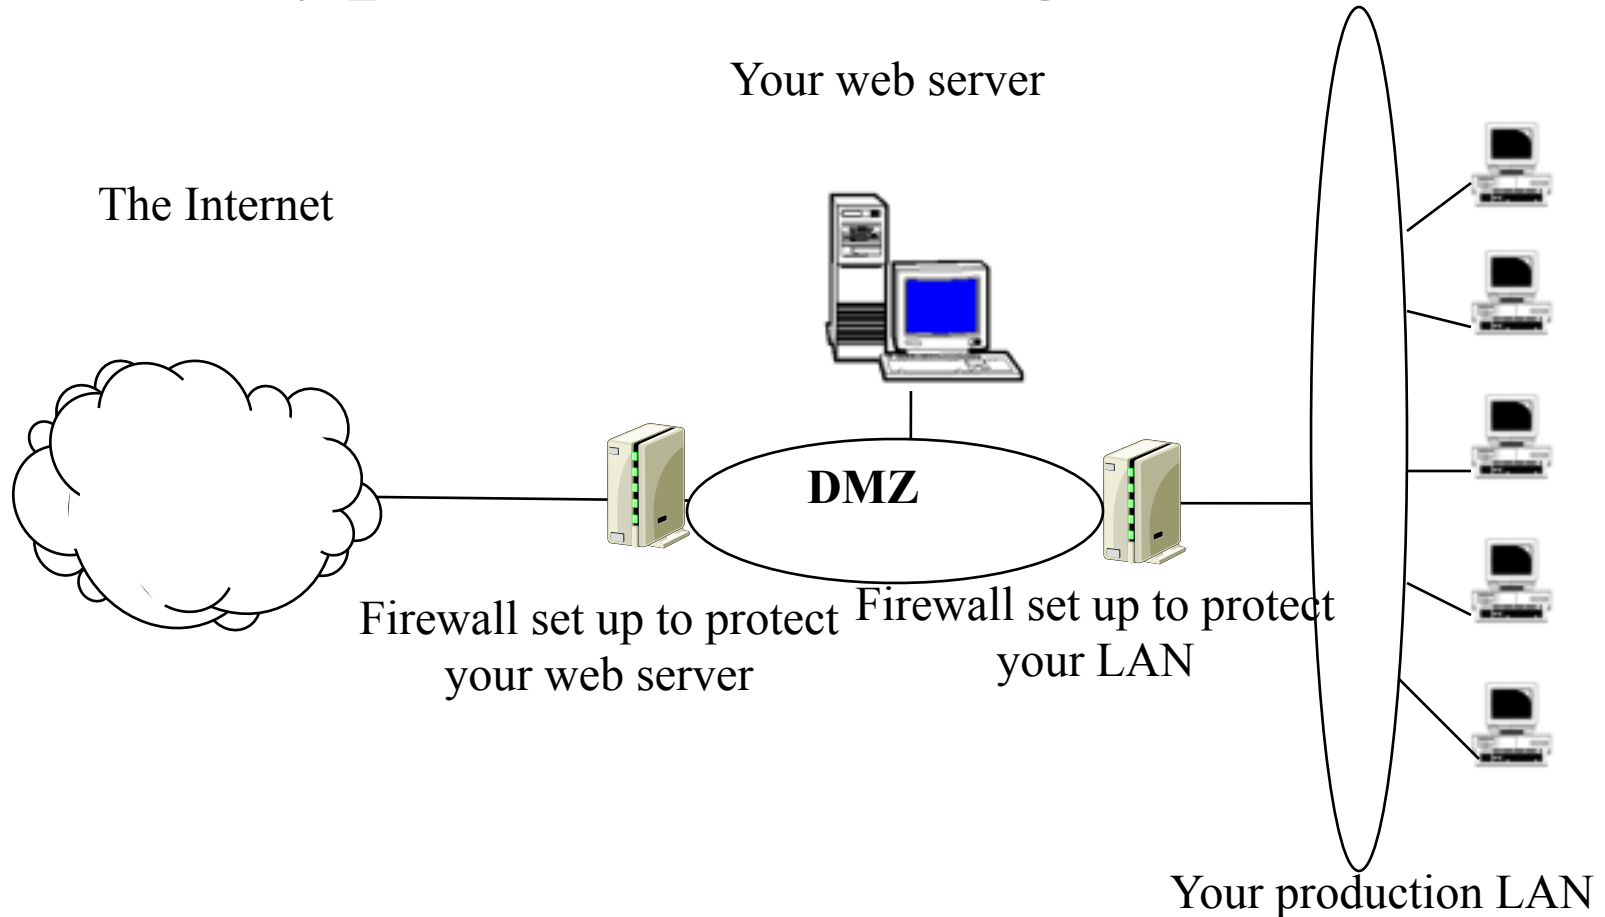 Your web server
The Internet
DMZ
Firewall set up to protect
your web server
Firewall set up to protect
your LAN
Your production LAN